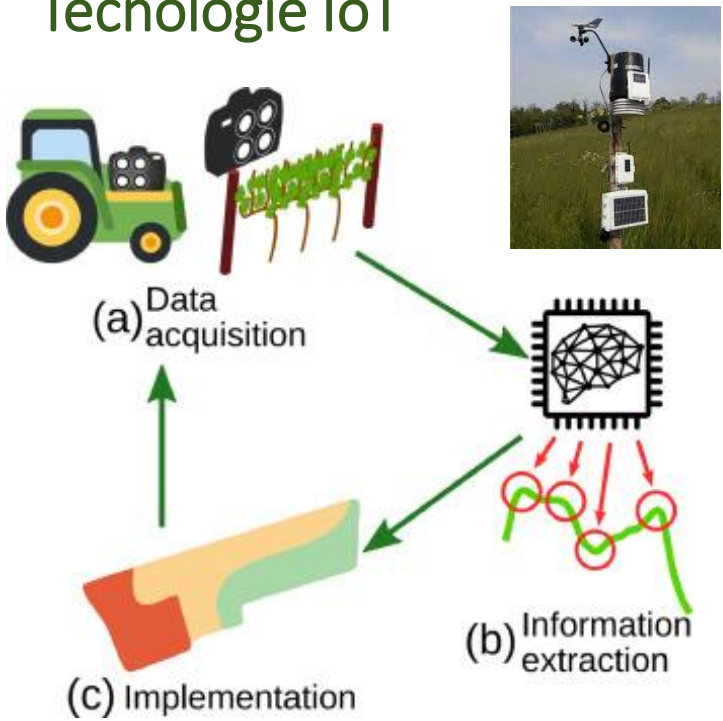 Tecnologie IoT
(a) Data
acquisition
(b) Information
extraction
(c) Implementation